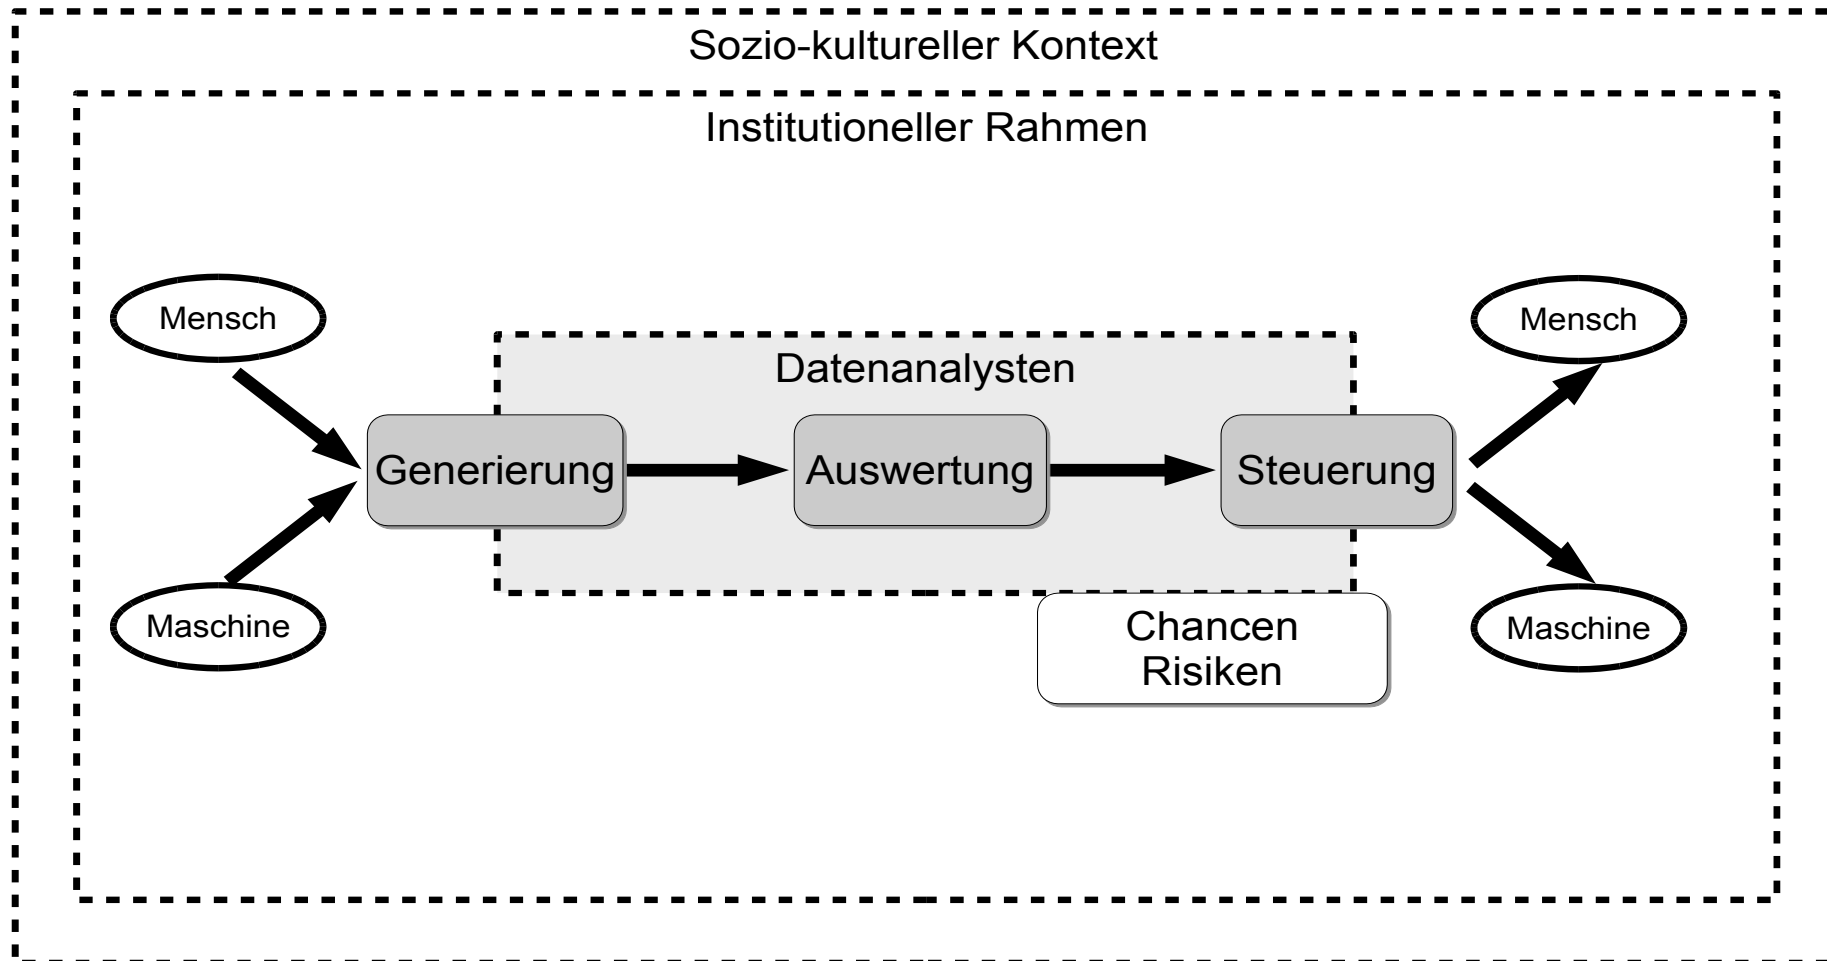 Sozio-kultureller Kontext
Institutioneller Rahmen
Mensch
Mensch
Datenanalysten
Generierung
Auswertung
Steuerung
Maschine
Chancen
Risiken
Maschine